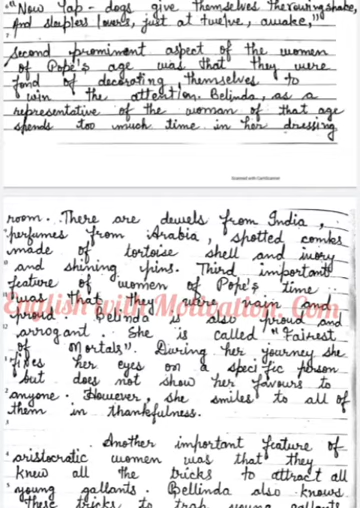 "Now lap-dogs give themselves the rouzing shake,
And sleepless lovers, just at twelve, awake,"
Second prominent aspect of the women
of Pope's age was that they were
fond of decorating themselves to
win the attention. Belinda, as a
representative of the woman of that age
spends too much time in her dressing
Scanned with CamScanner
room. There are dewels from India,
perfumes from Arabia, spotted combs
made of tortoise shell and ivory
and shining pins. Third important
feature of women of Pope's time
was that they were vain and
English with Motivation. Com
proud. Belinda is also proud and
arrogant. She is called "Fairest
of Mortals". During her journey she
fixes her eyes on a specific person
but does not show her favours to
anyone. However, she smiles to all of
them in thankfulness.
Another important feature of
aristocratic women was that they
knew all the tricks to attract all
young gallants. Bellinda also knows
these tricks to trap young gallants